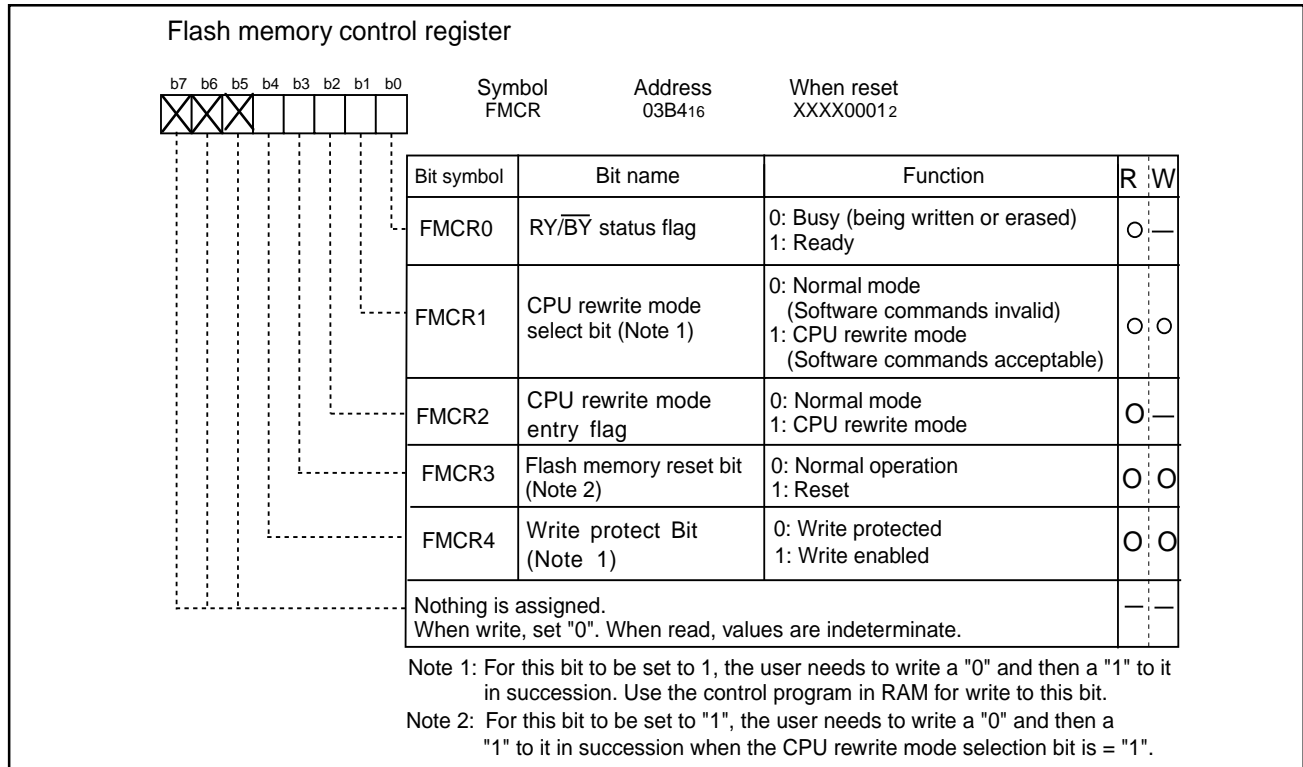 Flash memory control register
b7 b6 b5 b4 b3 b2 b1 b0
Symbol Address When reset
FMCR 03B416 XXXX00012
Bit symbol Bit name Function R W
FMCR0 RY/BY status flag 0: Busy (being written or erased) O —
1: Ready
FMCR1 CPU rewrite mode select bit (Note 1) 0: Normal mode O O
(Software commands invalid)
1: CPU rewrite mode
(Software commands acceptable)
FMCR2 CPU rewrite mode entry flag 0: Normal mode O —
1: CPU rewrite mode
FMCR3 Flash memory reset bit (Note 2) 0: Normal operation O O
1: Reset
FMCR4 Write protect Bit (Note 1) 0: Write protected O O
1: Write enabled
Nothing is assigned. — —
When write, set "0". When read, values are indeterminate.
Note 1: For this bit to be set to 1, the user needs to write a "0" and then a "1" to it
in succession. Use the control program in RAM for write to this bit.
Note 2: For this bit to be set to "1", the user needs to write a "0" and then a
"1" to it in succession when the CPU rewrite mode selection bit is = "1".